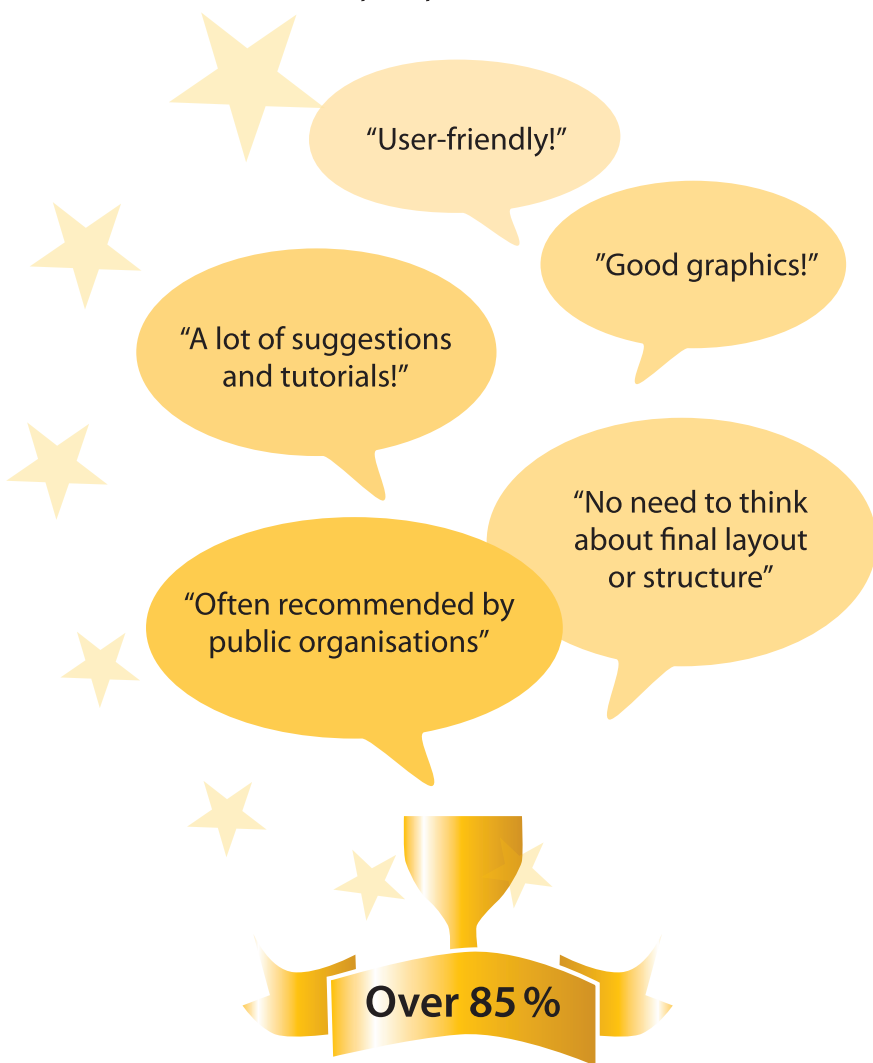 “User-friendly!”
”Good graphics!”
“A lot of suggestions
and tutorials!”
“No need to think
about final layout
or structure”
“Often recommended by
public organisations”
Over 85 %